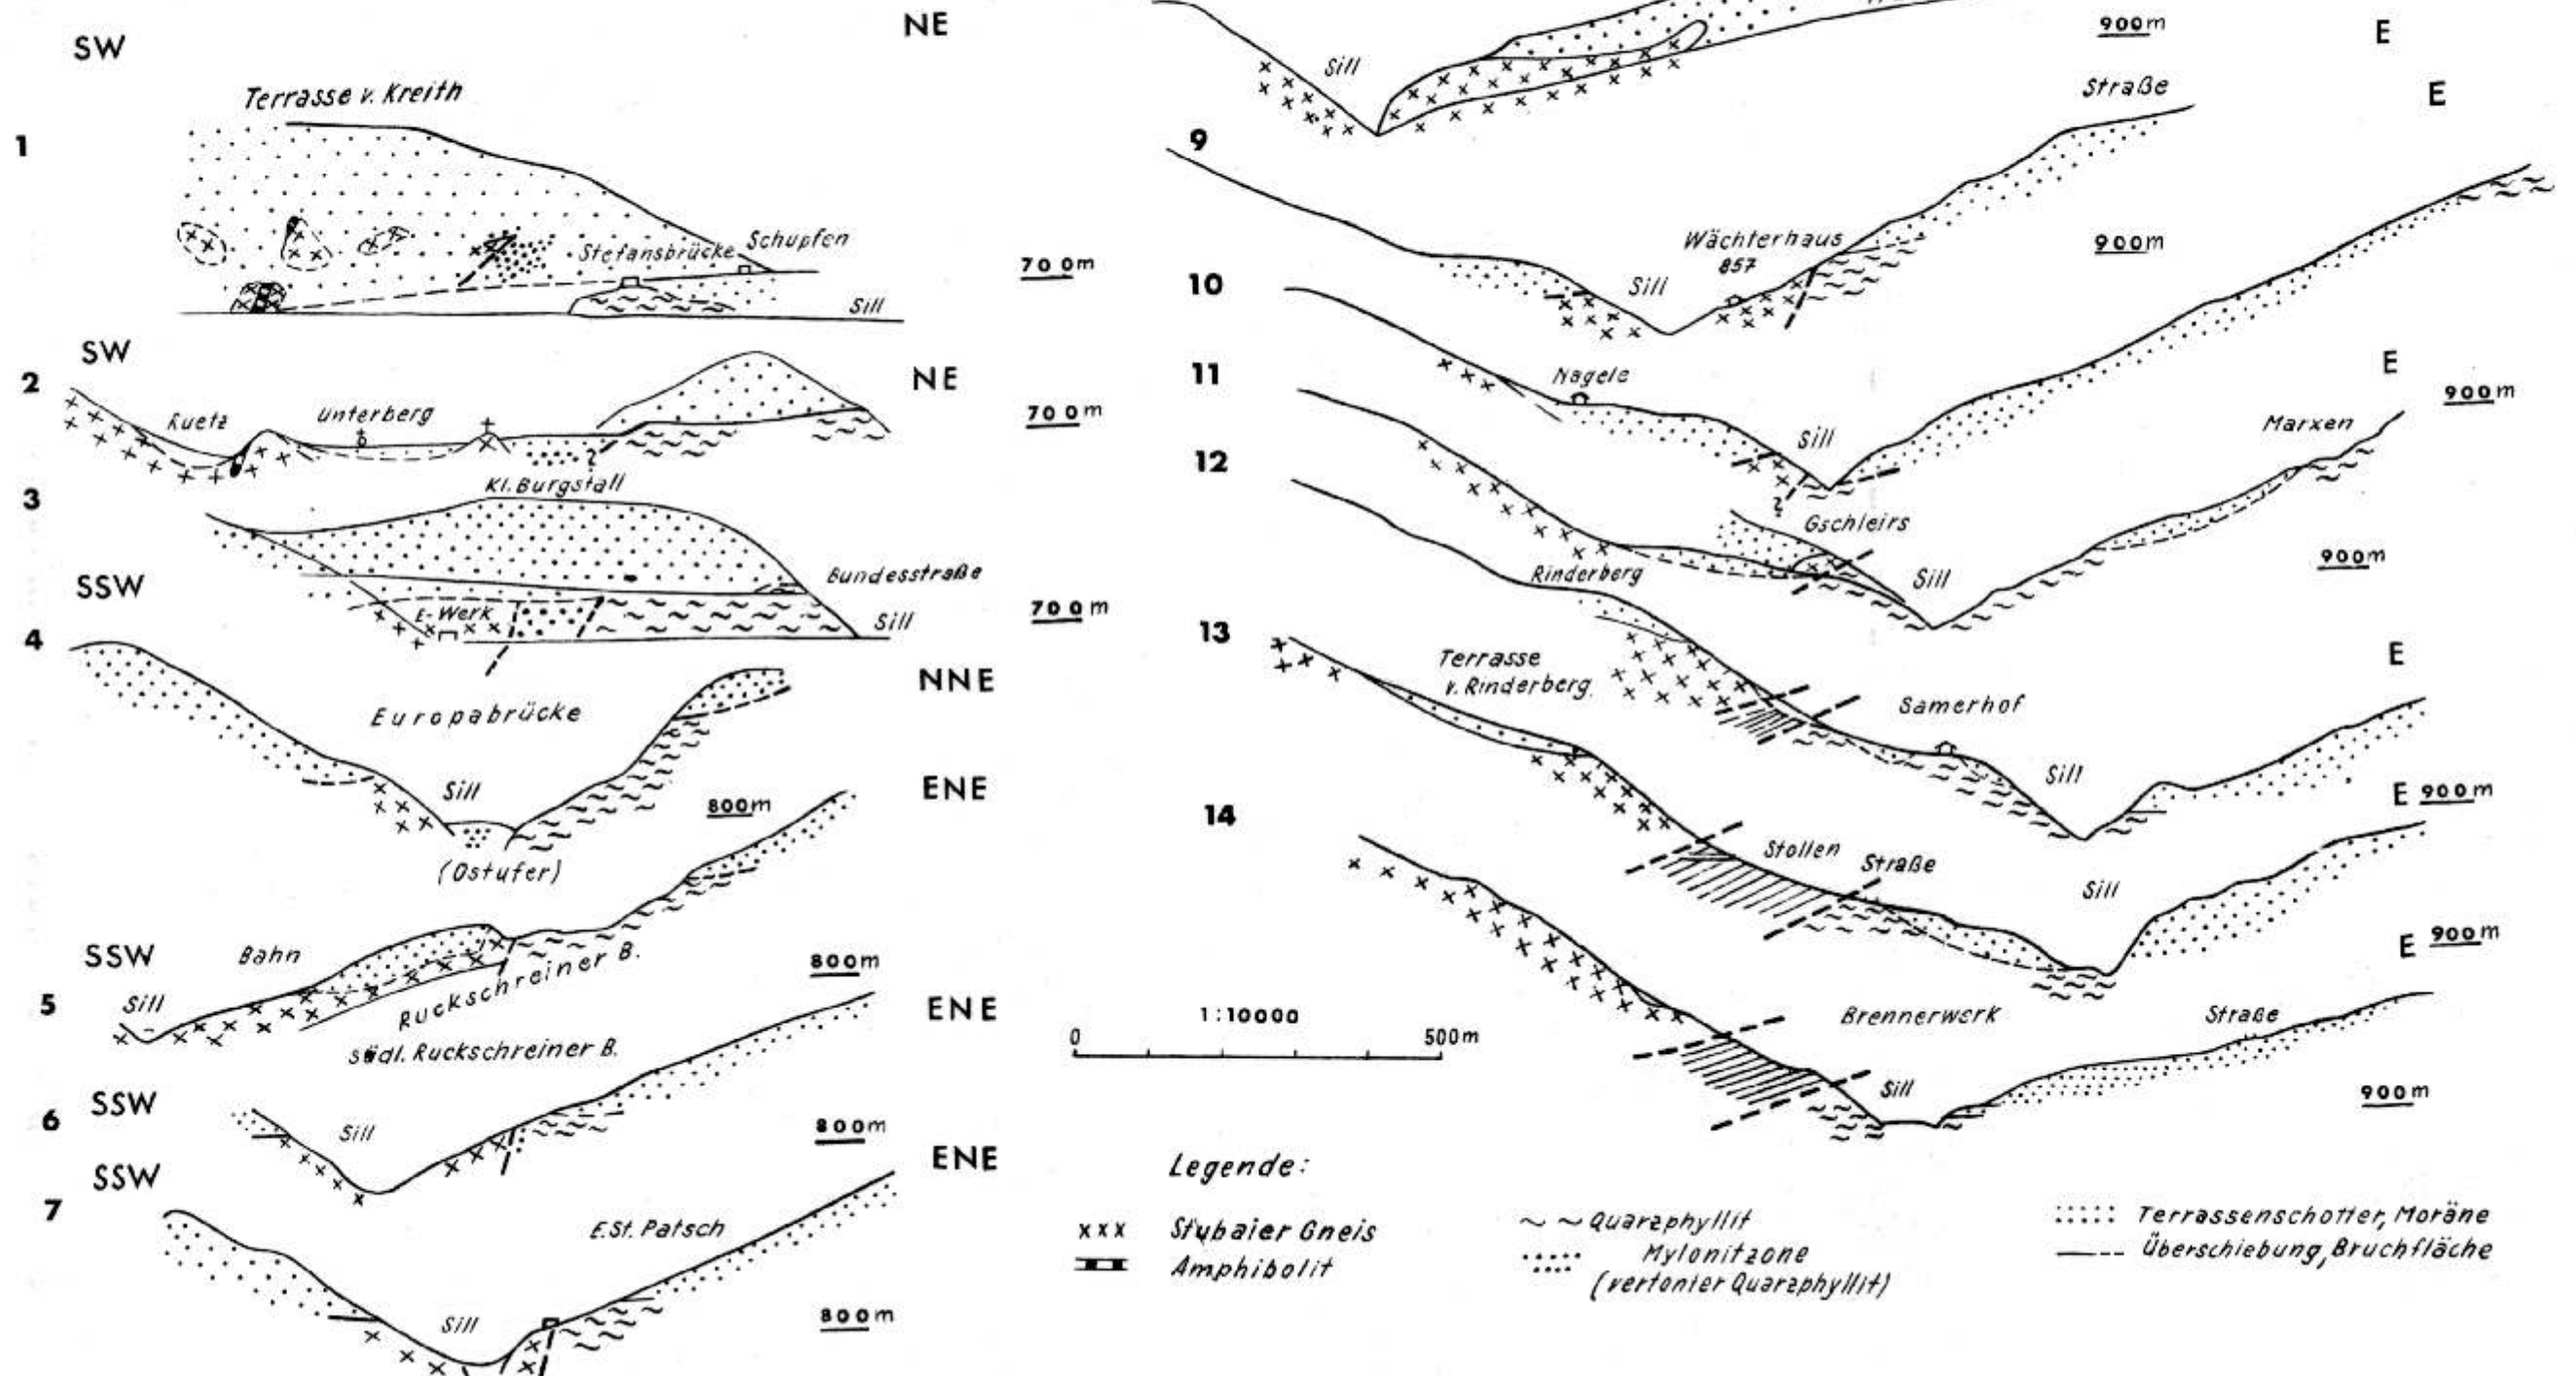 SW
NE
1
Terrasse v. Kreith
Stefansbrücke
Schupfen
Sill
700m
SW
NE
2
Ruetz
Unterberg
?
700m
3
Kl. Burgstall
Bundesstraße
E-Werk
Sill
700m
SSW
NNE
4
Europabrücke
Sill
(Ostufer)
800m
ENE
SSW
Bahn
5
Sill
Ruckschreiner B.
800m
ENE
südl. Ruckschreiner B.
SSW
6
Sill
800m
ENE
SSW
7
E.St. Patsch
Sill
800m
Sill
900m
E
9
Straße
E
Wächterhaus
857
Sill
900m
10
11
Nagele
Sill
?
E
900m
12
Marxen
Gschleirs
Sill
900m
Rinderberg
13
E
Terrasse
v. Rinderberg
Samerhof
Sill
E 900m
14
Stollen
Straße
Sill
E 900m
Brennerwerk
Straße
Sill
900m
1:10000
0
500m
Legende:
xxx Stubaier Gneis
Amphibolit
~ ~ Quarzphyllit
Mylonitzone
(vertonter Quarzphyllit)
Terrassenschotter, Moräne
Überschiebung, Bruchfläche